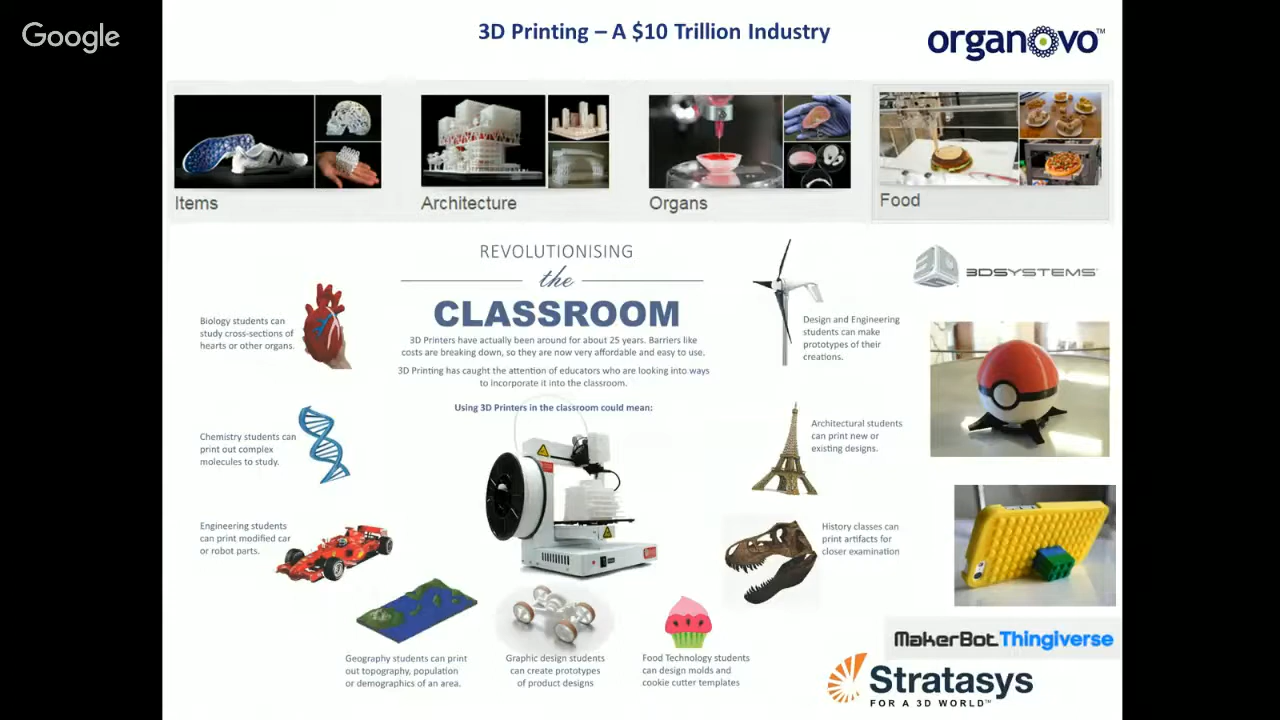 Google
3D Printing – A $10 Trillion Industry
organovo™
Items
Architecture
Organs
Food
REVOLUTIONISING
the
CLASSROOM
3D Printers have actually been around for about 25 years. Barriers like
costs are breaking down, so they are now very affordable and easy to use.
3D Printing has caught the attention of educators who are looking into ways
to incorporate it into the classroom.
Using 3D Printers in the classroom could mean:
3DSYSTEMS
Biology students can
study cross-sections of
hearts or other organs.
Design and Engineering
students can make
prototypes of their
creations.
Chemistry students can
print out complex
molecules to study.
Architectural students
can print new or
existing designs.
Engineering students
can print modified car
or robot parts.
History classes can
print artifacts for
closer examination
Geography students can print
out topography, population
or demographics of an area.
Graphic design students
can create prototypes
of product designs
Food Technology students
can design molds and
cookie cutter templates
MakerBot Thingiverse
Stratasys
FOR A 3D WORLD™